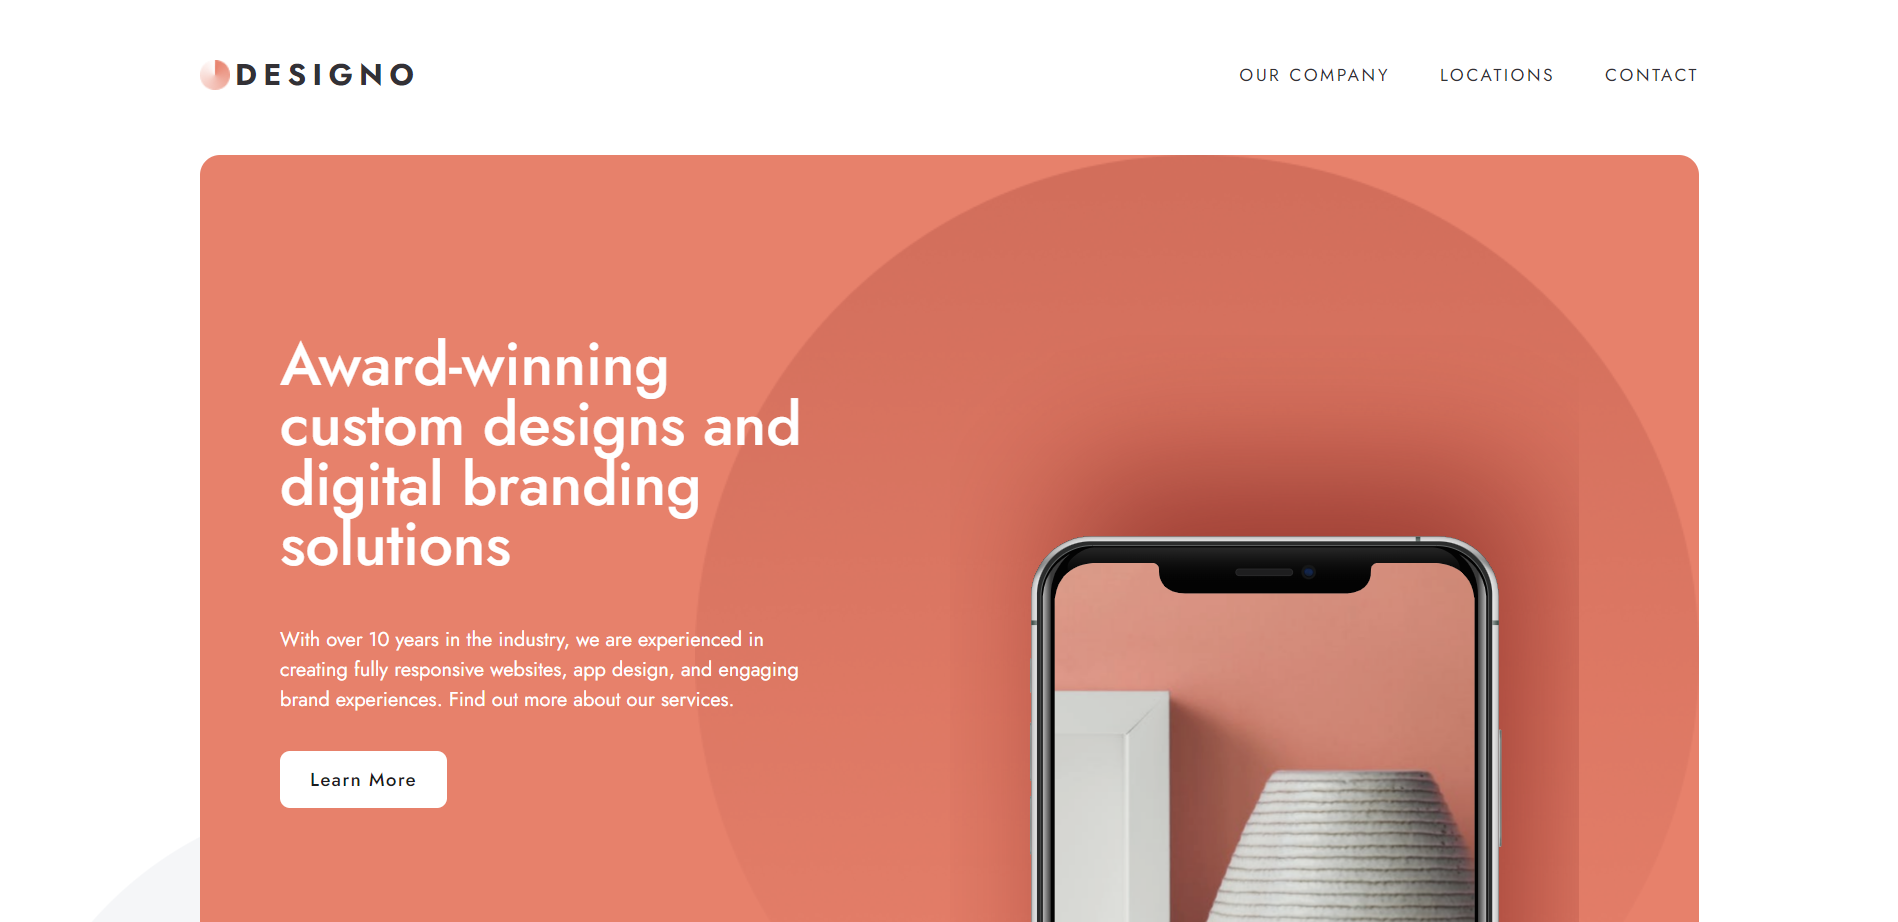 DESIGNO
OUR COMPANY LOCATIONS CONTACT
Award-winning
custom designs and
digital branding
solutions
With over 10 years in the industry, we are experienced in
creating fully responsive websites, app design, and engaging
brand experiences. Find out more about our services.
Learn More